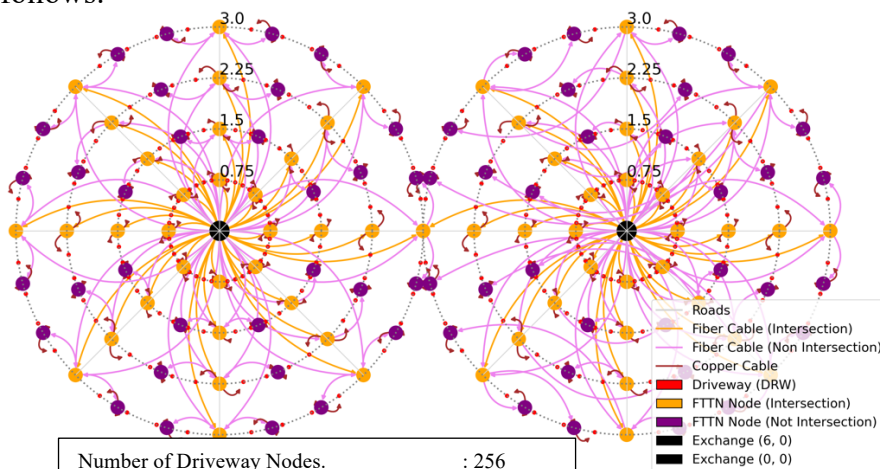 follows:
3.0
2.25
1.5
0.75
3.0
2.25
1.5
0.75
Roads
Fiber Cable (Intersection)
Fiber Cable (Non Intersection)
Copper Cable
Driveway (DRW)
FTTN Node (Intersection)
FTTN Node (Not Intersection)
Exchange (6, 0)
Exchange (0, 0)
Number of Driveway Nodes. : 256